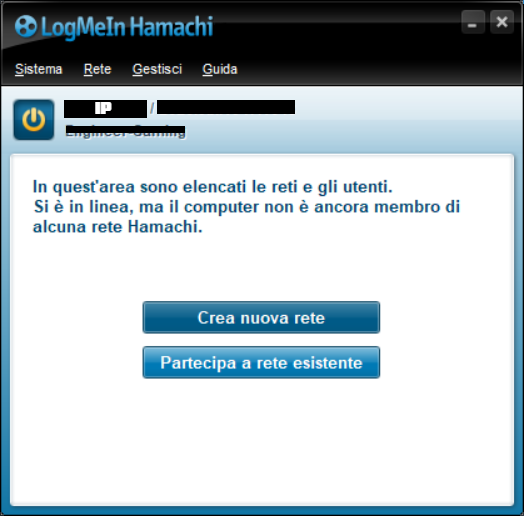 LogMeIn Hamachi
Sistema Rete Gestisci Guida
IP /
Engineer-Gaming
In quest'area sono elencati le reti e gli utenti.
Si è in linea, ma il computer non è ancora membro di
alcuna rete Hamachi.
Crea nuova rete
Partecipa a rete esistente